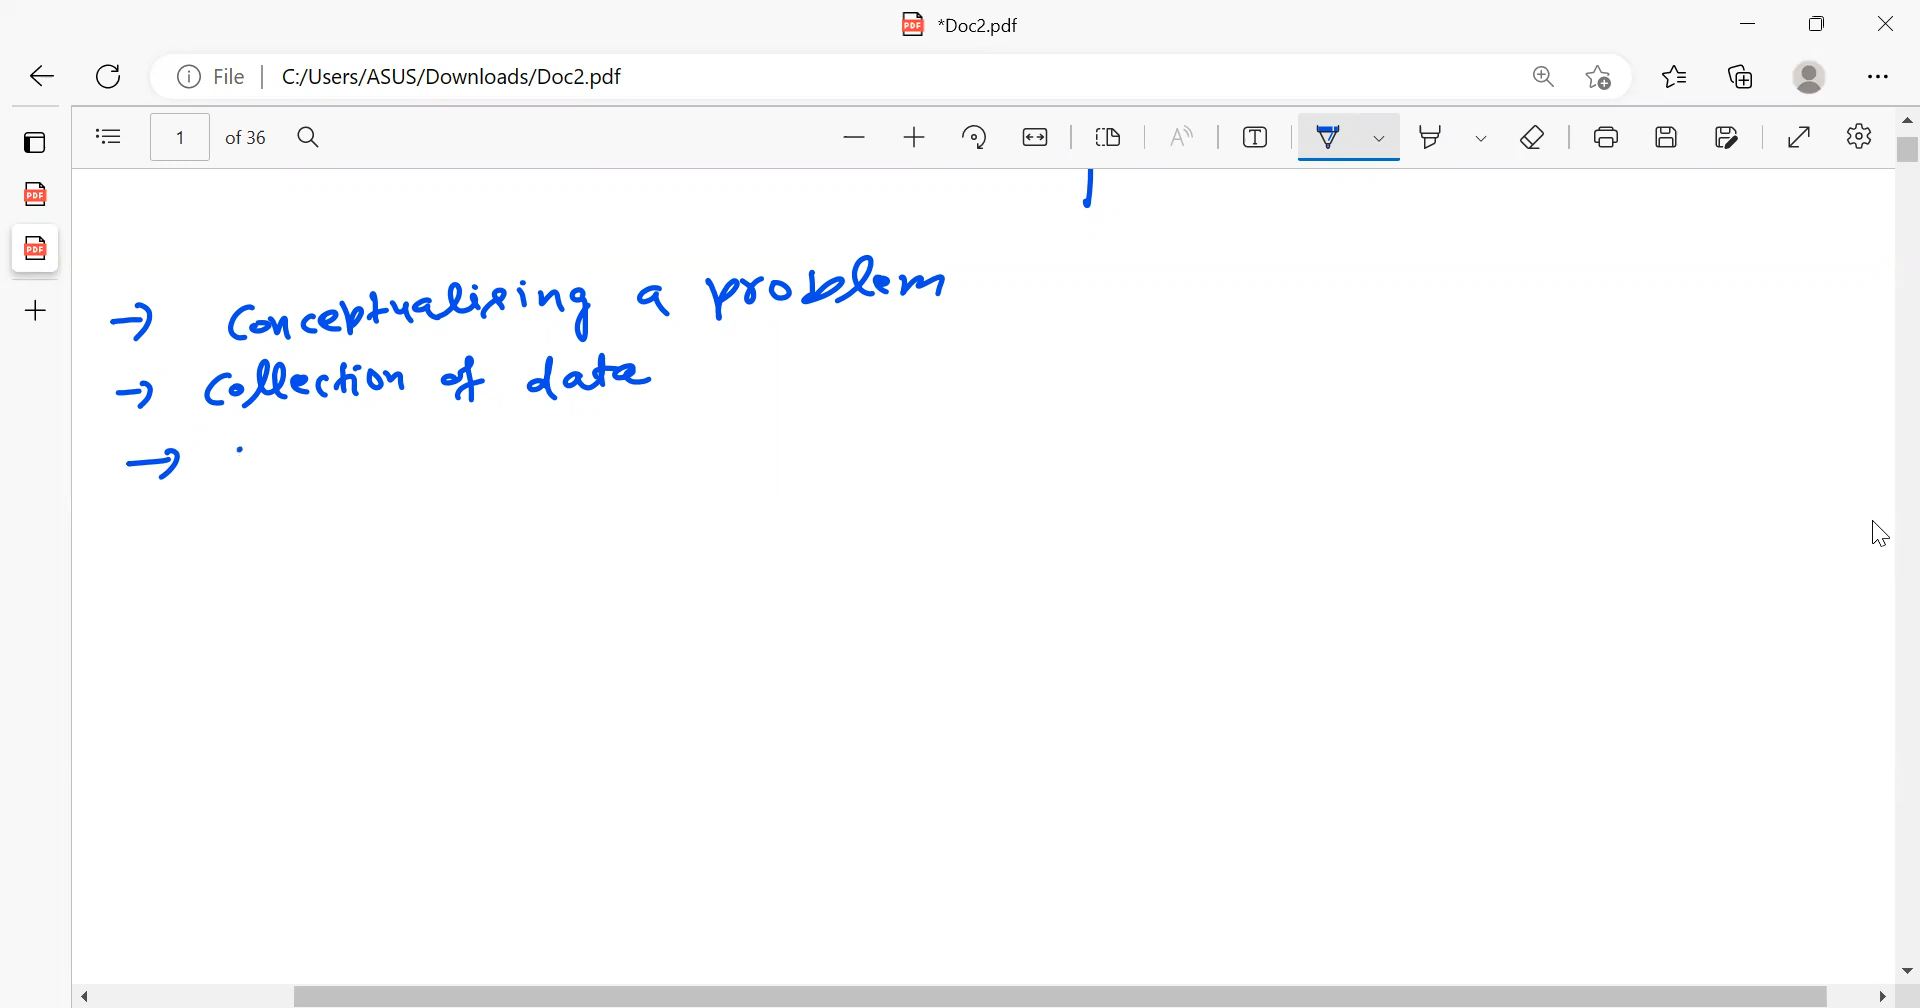 *Doc2.pdf
File C:/Users/ASUS/Downloads/Doc2.pdf
1 of 36
→ Conceptualising a problem
→ Collection of data
→